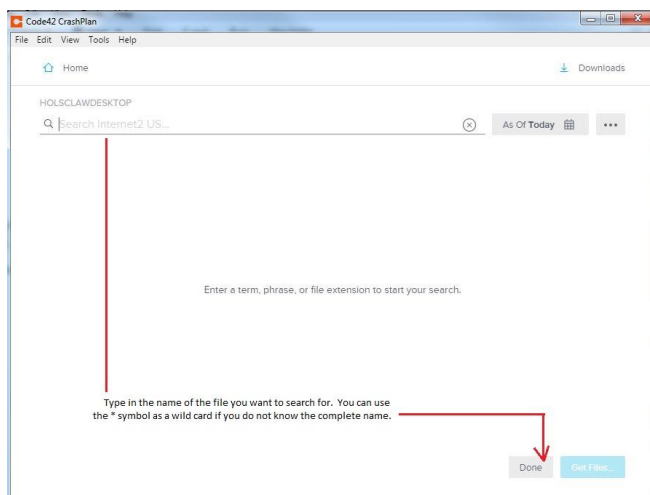 Code42 CrashPlan
File Edit View Tools Help
Home
Downloads
HOLSCLAWDESKTOP
Search Internet2 US...
As Of Today
Enter a term, phrase, or file extension to start your search.
Type in the name of the file you want to search for. You can use
the * symbol as a wild card if you do not know the complete name.
Done
Get Files...